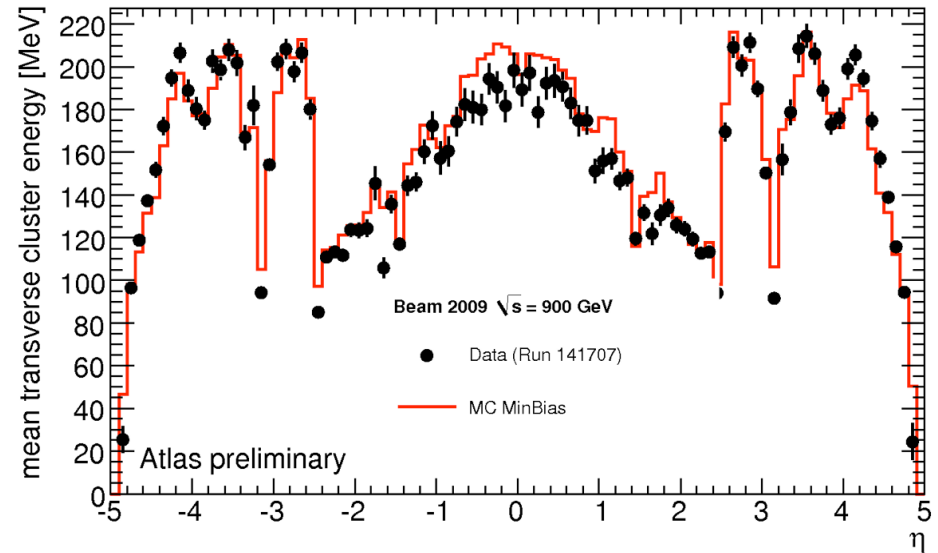 mean transverse cluster energy [MeV]
220
200
180
160
140
120
100
80
60
40
20
0
Beam 2009 √s = 900 GeV
Data (Run 141707)
MC MinBias
Atlas preliminary
-5 -4 -3 -2 -1 0 1 2 3 4 5
η